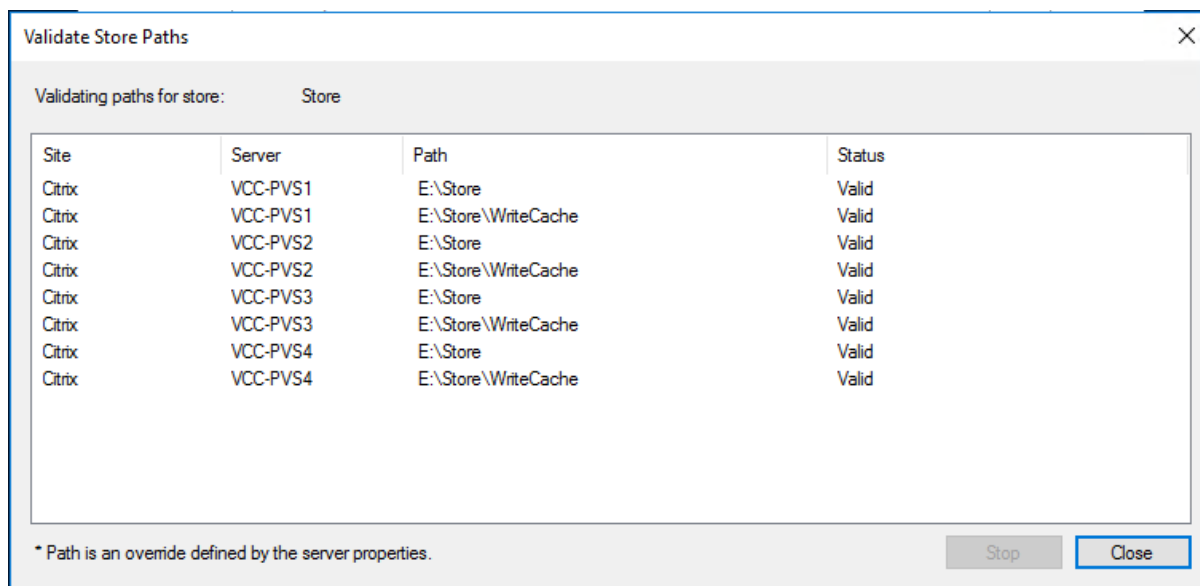 Validate Store Paths
Validating paths for store: Store
Site Server Path Status
Citrix VCC-PVS1 E:\Store Valid
Citrix VCC-PVS1 E:\Store\WriteCache Valid
Citrix VCC-PVS2 E:\Store Valid
Citrix VCC-PVS2 E:\Store\WriteCache Valid
Citrix VCC-PVS3 E:\Store Valid
Citrix VCC-PVS3 E:\Store\WriteCache Valid
Citrix VCC-PVS4 E:\Store Valid
Citrix VCC-PVS4 E:\Store\WriteCache Valid
* Path is an override defined by the server properties. Stop Close